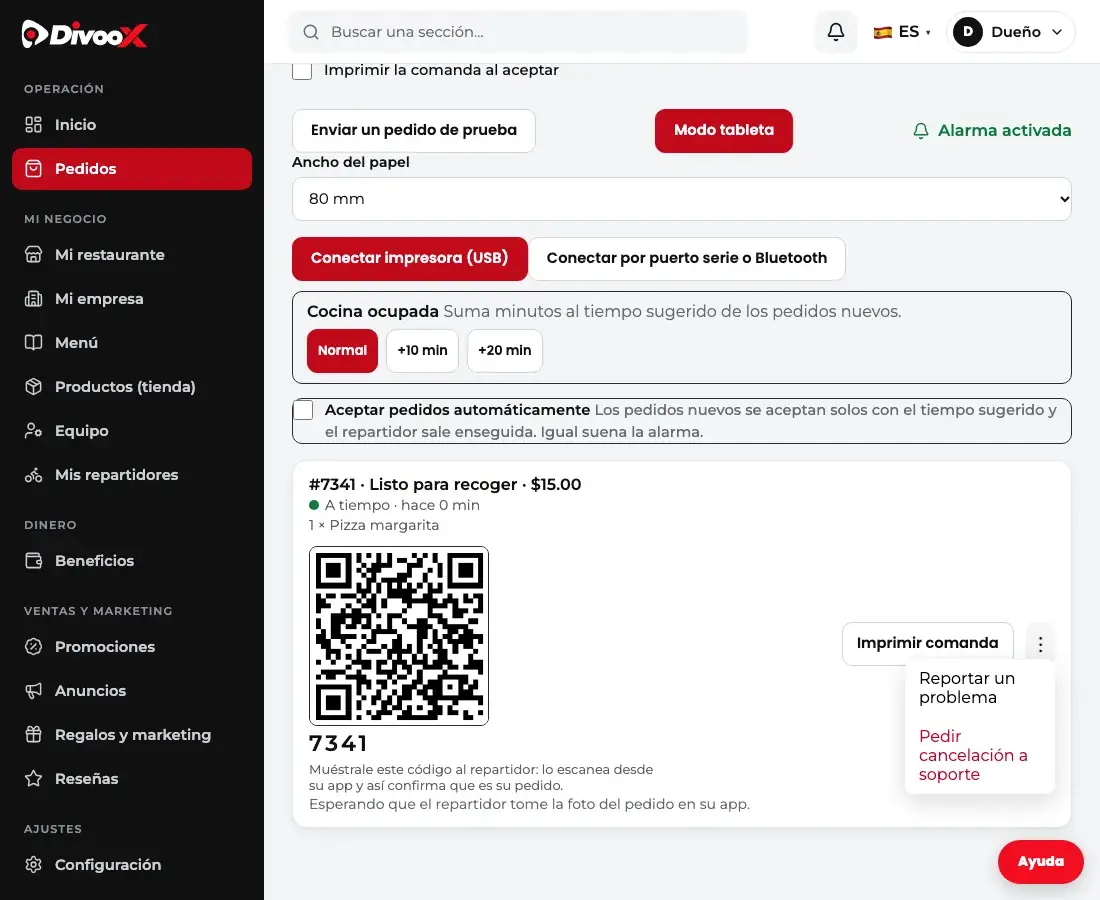 DivooX
OPERACIÓN
Inicio
Pedidos
MI NEGOCIO
Mi restaurante
Mi empresa
Menú
Productos (tienda)
Equipo
Mis repartidores
DINERO
Beneficios
VENTAS Y MARKETING
Promociones
Anuncios
Regalos y marketing
Reseñas
AJUSTES
Configuración
Buscar una sección...
ES
D
Dueño
Imprimir la comanda al aceptar
Enviar un pedido de prueba
Modo tableta
Alarma activada
Ancho del papel
80 mm
Conectar impresora (USB)
Conectar por puerto serie o Bluetooth
Cocina ocupada Suma minutos al tiempo sugerido de los pedidos nuevos.
Normal
+10 min
+20 min
Aceptar pedidos automáticamente Los pedidos nuevos se aceptan solos con el tiempo sugerido y
el repartidor sale enseguida. Igual suena la alarma.
#7341 · Listo para recoger · $15.00
A tiempo · hace 0 min
1 × Pizza margarita
7341
Muéstrale este código al repartidor: lo escanea desde
su app y así confirma que es su pedido.
Esperando que el repartidor tome la foto del pedido en su app.
Imprimir comanda
Reportar un
problema
Pedir
cancelación a
soporte
Ayuda